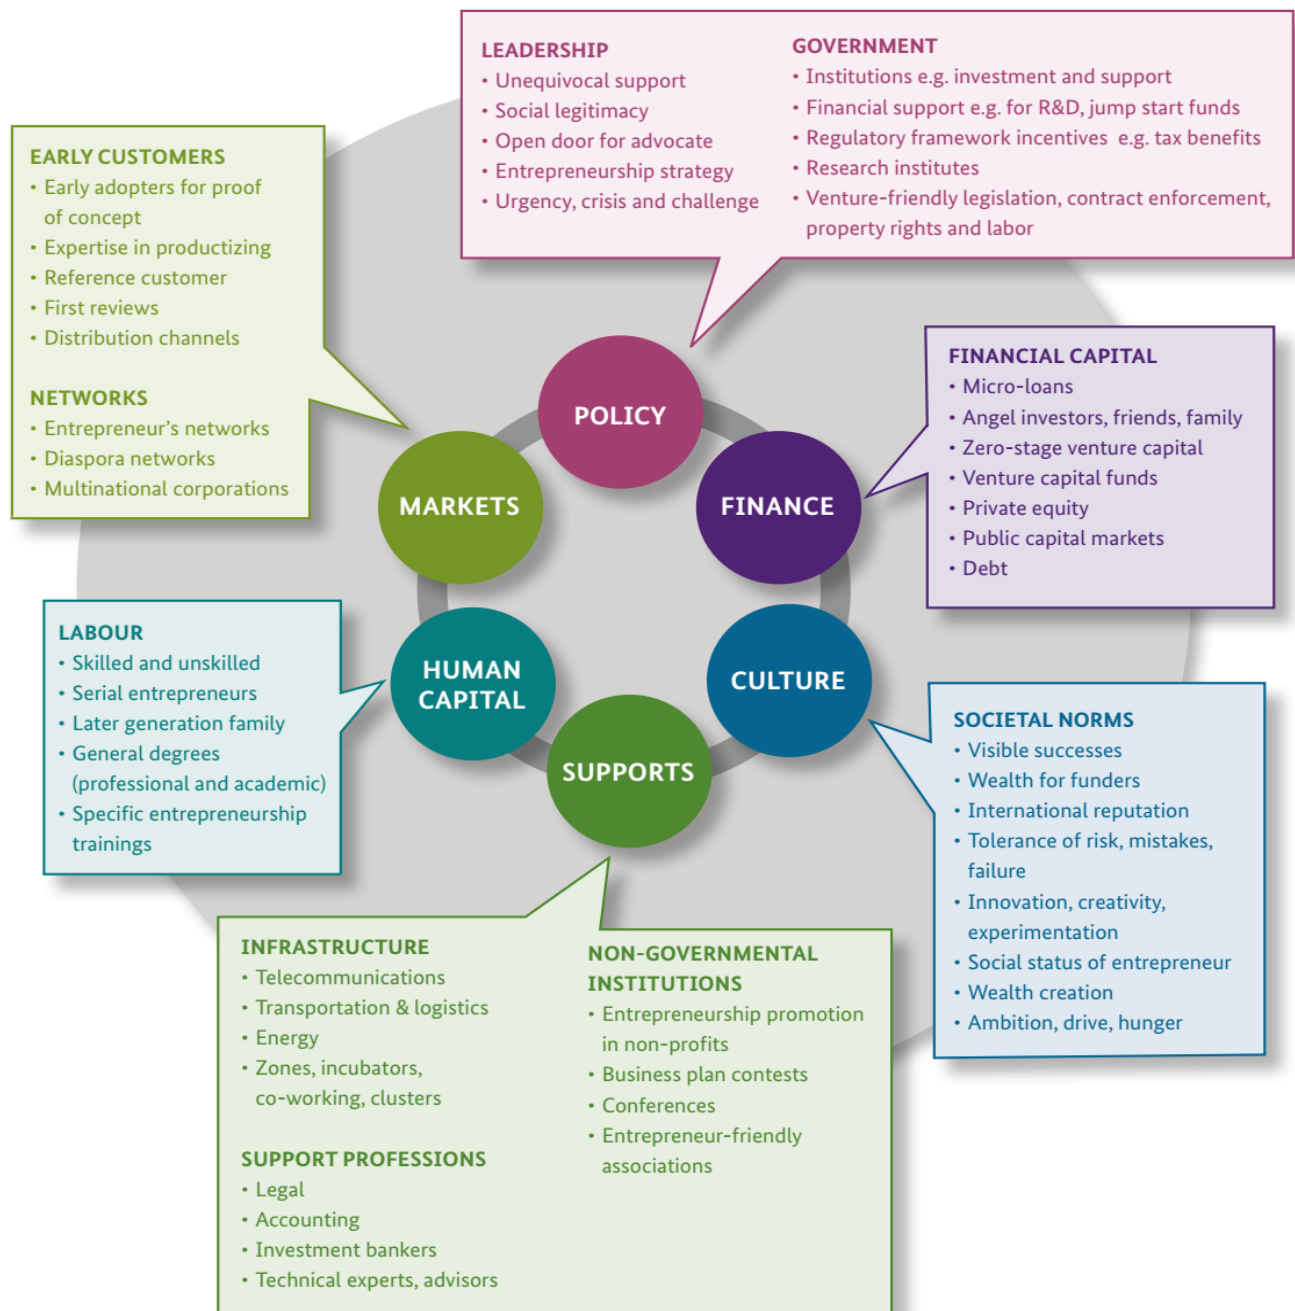 LEADERSHIP
• Unequivocal support
• Social legitimacy
• Open door for advocate
• Entrepreneurship strategy
• Urgency, crisis and challenge
GOVERNMENT
• Institutions e.g. investment and support
• Financial support e.g. for R&D, jump start funds
• Regulatory framework incentives e.g. tax benefits
• Research institutes
• Venture-friendly legislation, contract enforcement,
property rights and labor
EARLY CUSTOMERS
• Early adopters for proof
of concept
• Expertise in productizing
• Reference customer
• First reviews
• Distribution channels
NETWORKS
• Entrepreneur’s networks
• Diaspora networks
• Multinational corporations
FINANCIAL CAPITAL
• Micro-loans
• Angel investors, friends, family
• Zero-stage venture capital
• Venture capital funds
• Private equity
• Public capital markets
• Debt
POLICY
MARKETS
FINANCE
HUMAN
CAPITAL
CULTURE
SUPPORTS
LABOUR
• Skilled and unskilled
• Serial entrepreneurs
• Later generation family
• General degrees
(professional and academic)
• Specific entrepreneurship
trainings
SOCIETAL NORMS
• Visible successes
• Wealth for funders
• International reputation
• Tolerance of risk, mistakes,
failure
• Innovation, creativity,
experimentation
• Social status of entrepreneur
• Wealth creation
• Ambition, drive, hunger
INFRASTRUCTURE
• Telecommunications
• Transportation & logistics
• Energy
• Zones, incubators,
co-working, clusters
SUPPORT PROFESSIONS
• Legal
• Accounting
• Investment bankers
• Technical experts, advisors
NON-GOVERNMENTAL
INSTITUTIONS
• Entrepreneurship promotion
in non-profits
• Business plan contests
• Conferences
• Entrepreneur-friendly
associations